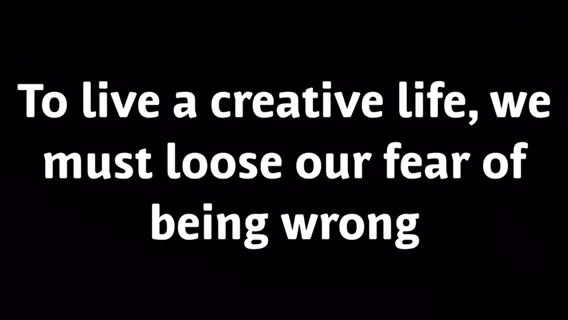 To live a creative life, we
must loose our fear of
being wrong